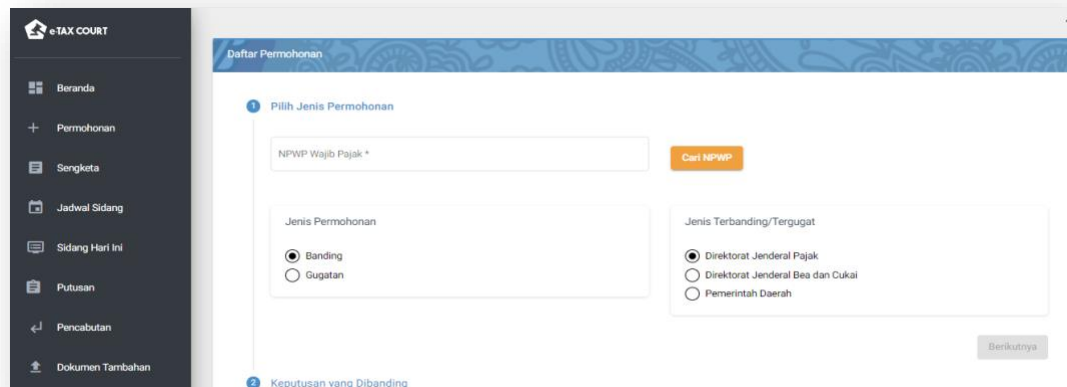 e-TAX COURT
Beranda
Permohonan
Sengketa
Jadwal Sidang
Sidang Hari Ini
Putusan
Pencabutan
Dokumen Tambahan
Daftar Permohonan
1 Pilih Jenis Permohonan
NPWP Wajib Pajak *
Cari NPWP
Jenis Permohonan
Banding
Gugatan
Jenis Terbanding/Tergugat
Direktorat Jenderal Pajak
Direktorat Jenderal Bea dan Cukai
Pemerintah Daerah
Berikutnya
2 Keputusan yang Dibanding